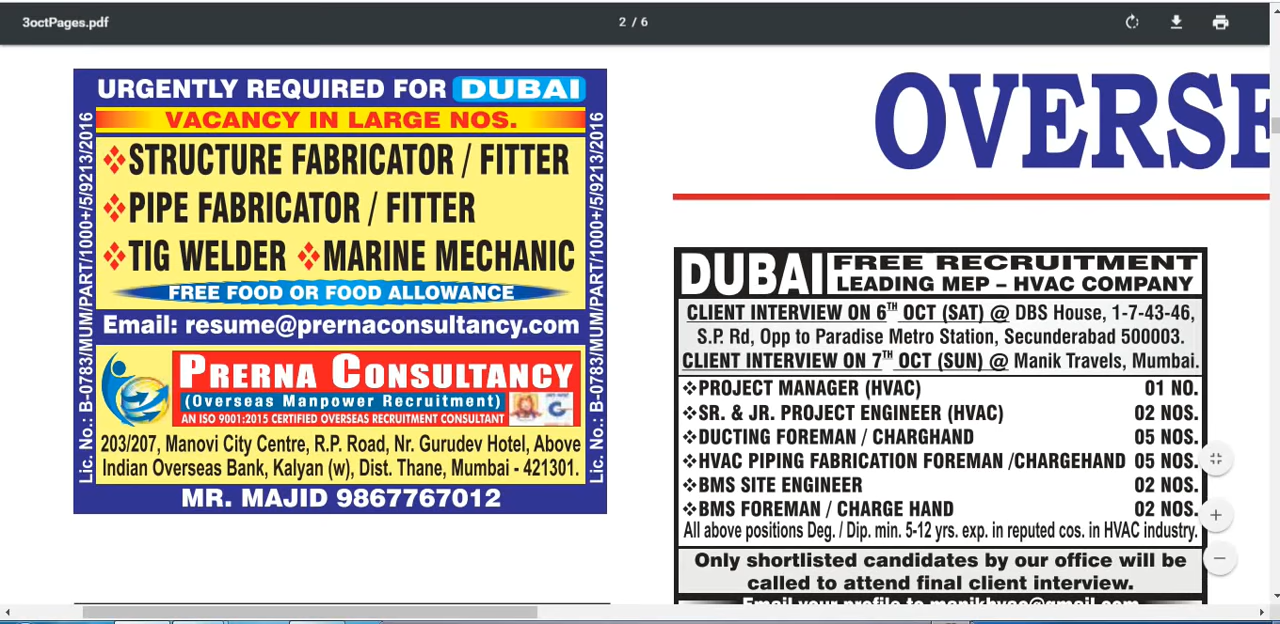 3octPages.pdf
2 / 6
URGENTLY REQUIRED FOR DUBAI
VACANCY IN LARGE NOS.
❖STRUCTURE FABRICATOR / FITTER
❖PIPE FABRICATOR / FITTER
❖TIG WELDER ❖MARINE MECHANIC
FREE FOOD OR FOOD ALLOWANCE
Email: resume@prernaconsultancy.com
PRERNA CONSULTANCY
(Overseas Manpower Recruitment)
AN ISO 9001:2015 CERTIFIED OVERSEAS RECRUITMENT CONSULTANT
203/207, Manovi City Centre, R.P. Road, Nr. Gurudev Hotel, Above
Indian Overseas Bank, Kalyan (w), Dist. Thane, Mumbai - 421301.
MR. MAJID 9867767012
Lic. No.: B-0783/MUM/PART/1000+/5/9213/2016
Lic. No.: B-0783/MUM/PART/1000+/5/9213/2016
OVERSE
DUBAI
FREE RECRUITMENT
LEADING MEP – HVAC COMPANY
CLIENT INTERVIEW ON 6TH OCT (SAT) @ DBS House, 1-7-43-46,
S.P. Rd, Opp to Paradise Metro Station, Secunderabad 500003.
CLIENT INTERVIEW ON 7TH OCT (SUN) @ Manik Travels, Mumbai.
❖PROJECT MANAGER (HVAC) 01 NO.
❖SR. & JR. PROJECT ENGINEER (HVAC) 02 NOS.
❖DUCTING FOREMAN / CHARGHAND 05 NOS.
❖HVAC PIPING FABRICATION FOREMAN /CHARGEHAND 05 NOS.
❖BMS SITE ENGINEER 02 NOS.
❖BMS FOREMAN / CHARGE HAND 02 NOS.
All above positions Deg. / Dip. min. 5-12 yrs. exp. in reputed cos. in HVAC industry.
Only shortlisted candidates by our office will be
called to attend final client interview.
Email your profile to manikhvac@gmail.com